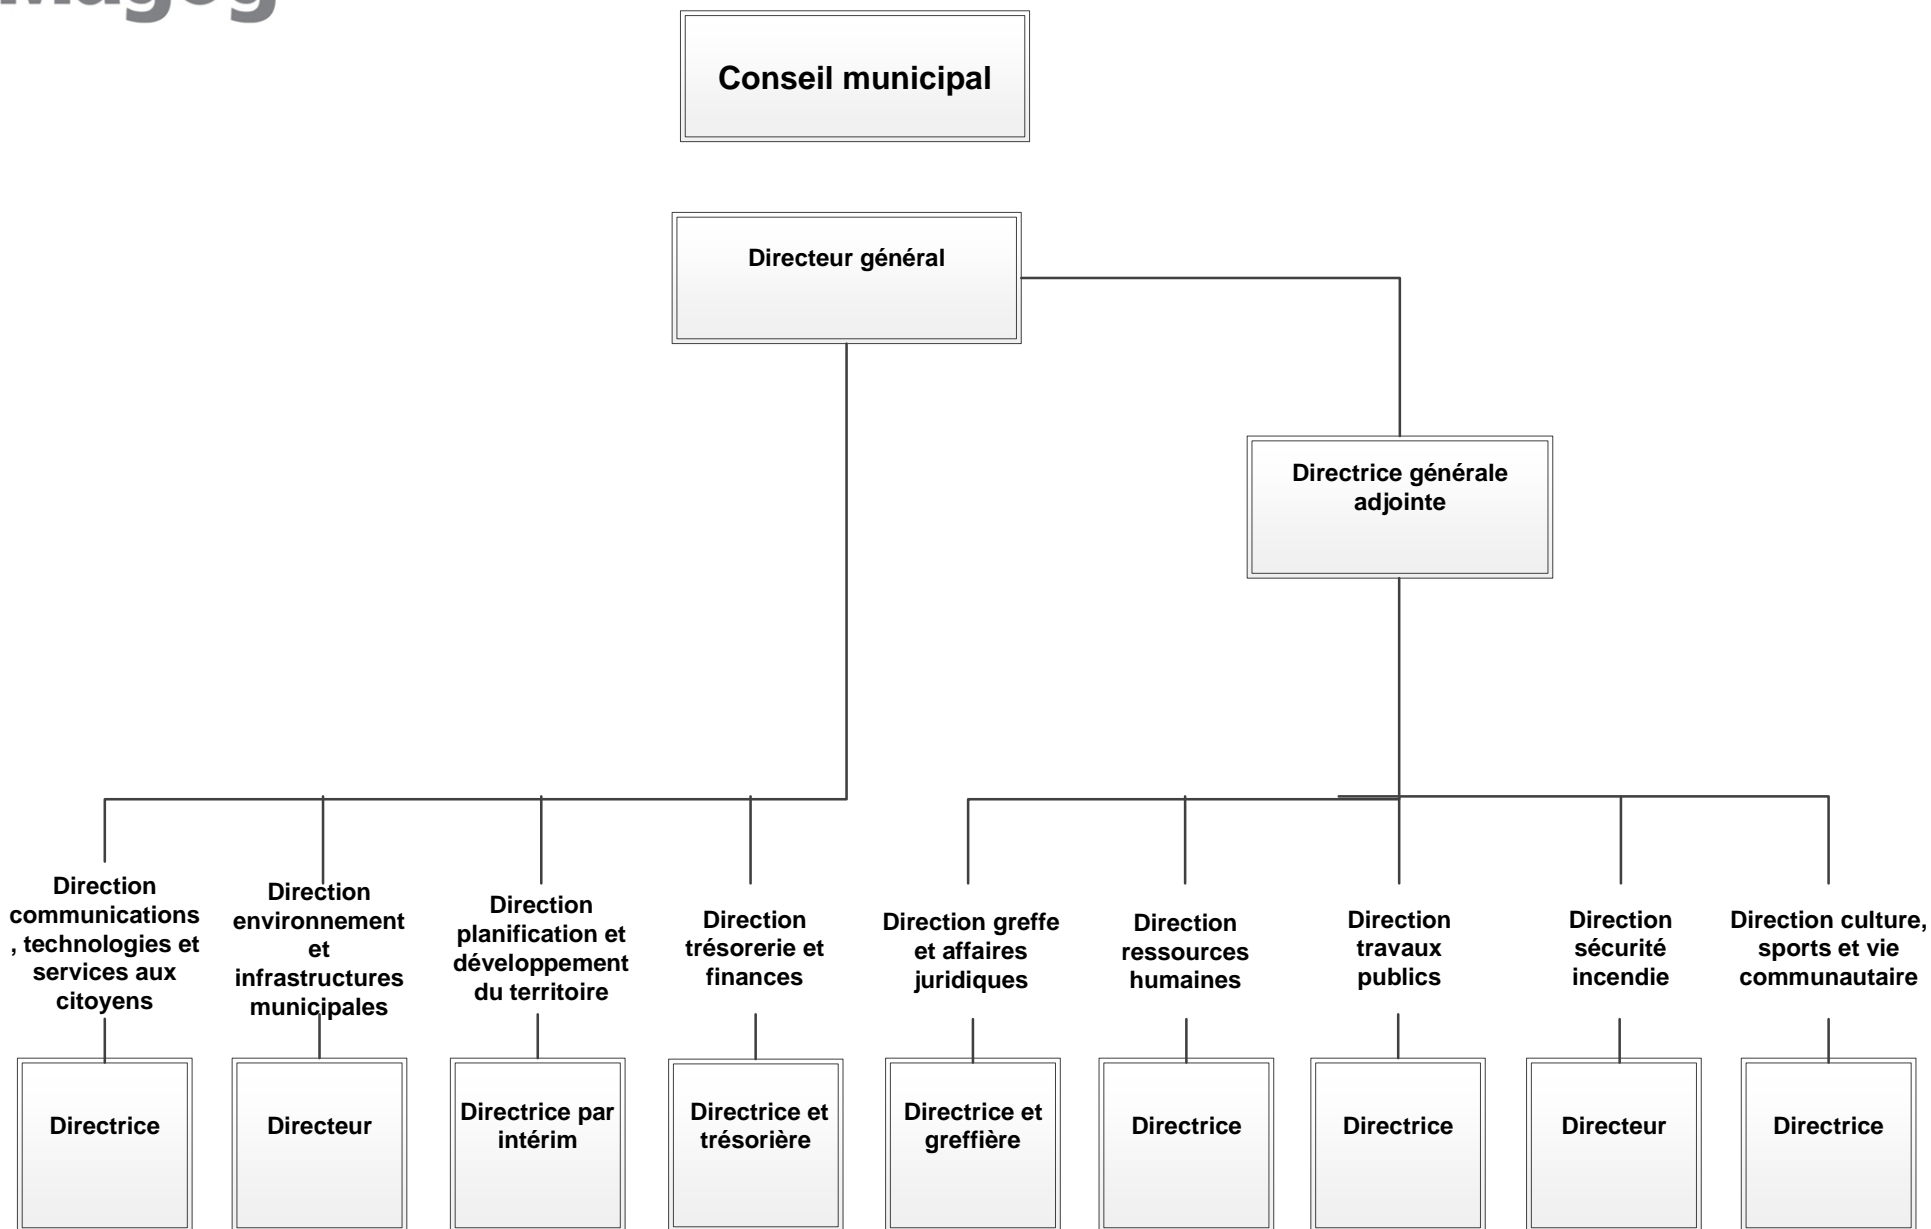 Magog
Conseil municipal
Directeur général
Directrice générale
adjointe
Direction
communications
, technologies et
services aux
citoyens
Direction
environnement
et
infrastructures
municipales
Direction
planification et
développement
du territoire
Direction
trésorerie et
finances
Direction greffe
et affaires
juridiques
Direction
ressources
humaines
Direction
travaux
publics
Direction
sécurité
incendie
Direction culture,
sports et vie
communautaire
Directrice
Directeur
Directrice par
intérim
Directrice et
trésorière
Directrice et
greffière
Directrice
Directrice
Directeur
Directrice